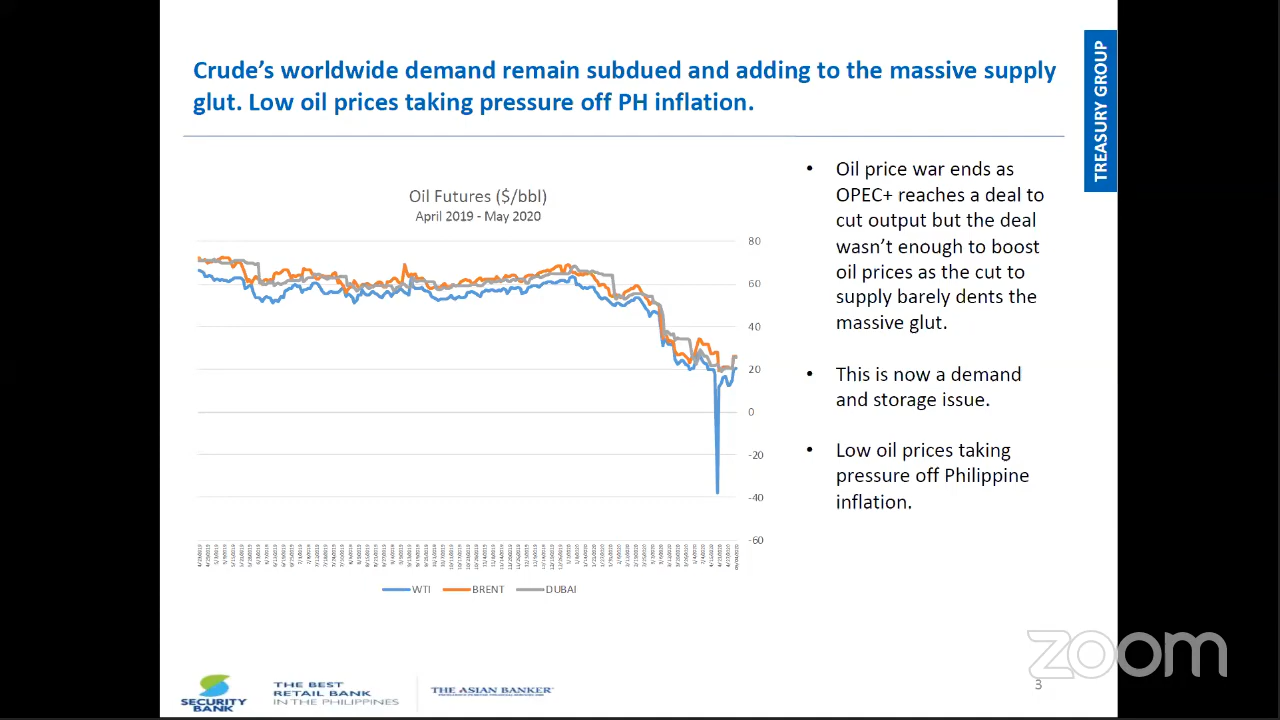 Crude's worldwide demand remain subdued and adding to the massive supply
glut. Low oil prices taking pressure off PH inflation.
TREASURY GROUP
Oil Futures ($/bbl)
April 2019 - May 2020
80
60
40
20
0
-20
-40
-60
WTI
BRENT
DUBAI
• Oil price war ends as
OPEC+ reaches a deal to
cut output but the deal
wasn't enough to boost
oil prices as the cut to
supply barely dents the
massive glut.
• This is now a demand
and storage issue.
• Low oil prices taking
pressure off Philippine
inflation.
SECURITY
BANK
THE BEST
RETAIL BANK
IN THE PHILIPPINES
THE ASIAN BANKER
zoom
3